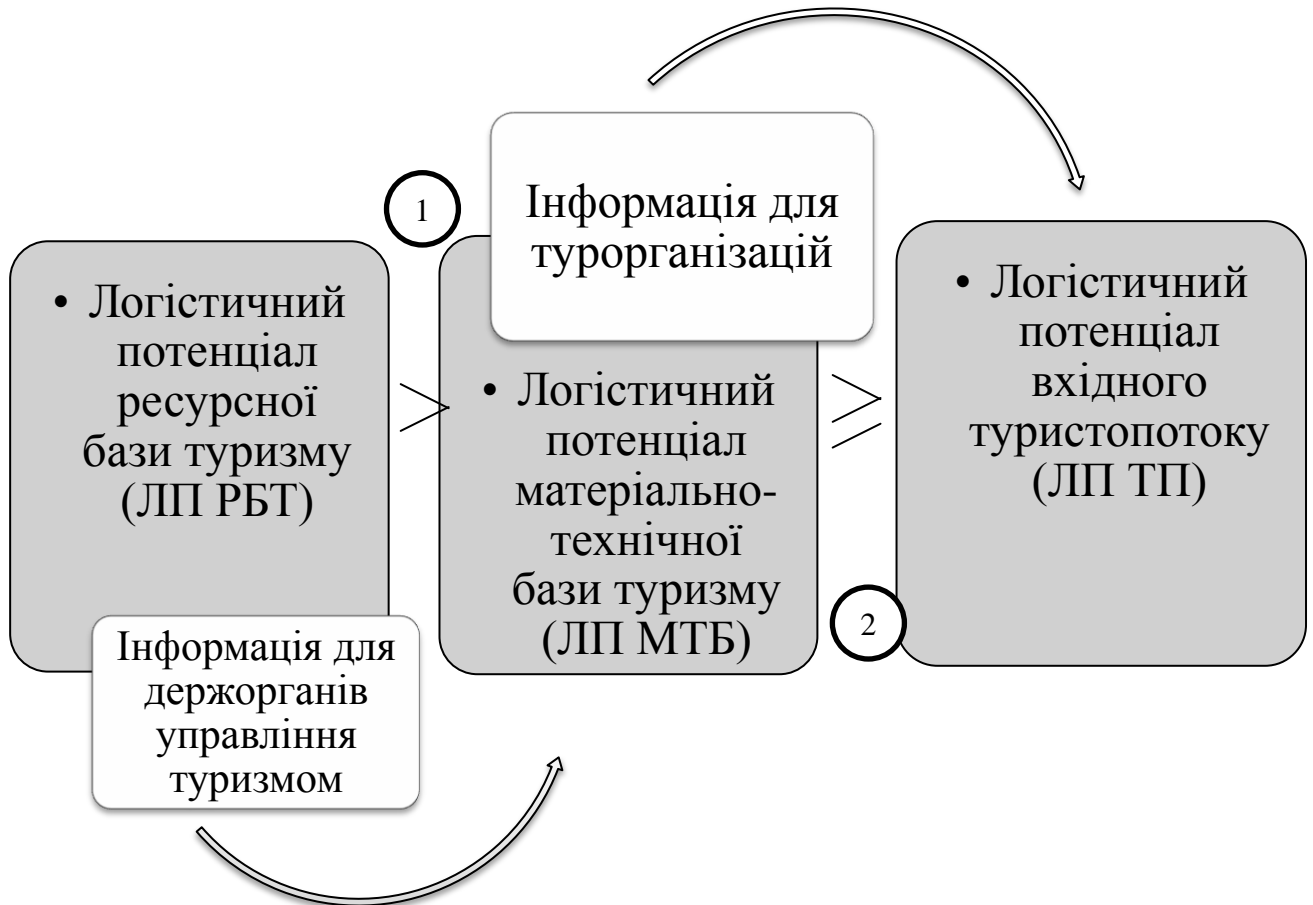 • Логістичний
потенціал
ресурсної
бази туризму
(ЛП РБТ)
Інформація для
держорганів
управління
туризмом
1
>
Інформація для
турорганізацій
• Логістичний
потенціал
матеріально-
технічної
бази туризму
(ЛП МТБ)
⩾
2
• Логістичний
потенціал
вхідного
туристопотоку
(ЛП ТП)